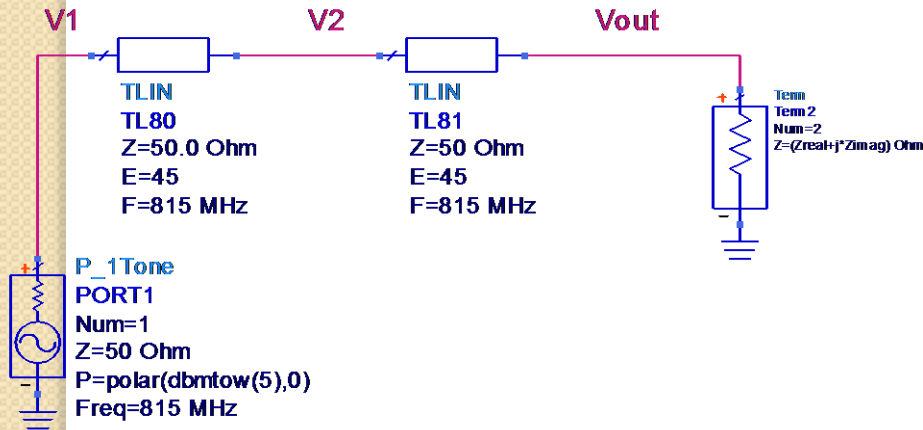 V1
V2
Vout
TLIN
TL80
Z=50.0 Ohm
E=45
F=815 MHz
TLIN
TL81
Z=50 Ohm
E=45
F=815 MHz
+
Term
Term2
Num=2
Z=(Zreal+j*Zimag) Ohm
−
+
P_1Tone
PORT1
Num=1
Z=50 Ohm
P=polar(dbmtow(5),0)
Freq=815 MHz
−